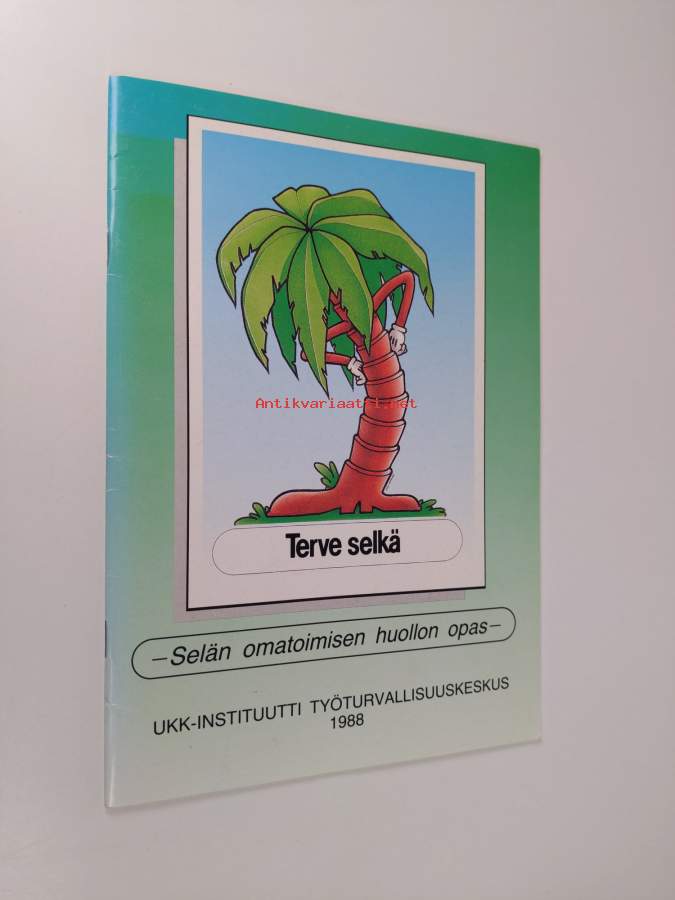 Antikvariaatti.net
Terve selkä
–Selän omatoimisen huollon opas–
UKK-INSTITUUTTI TYÖTURVALLISUUSKESKUS
1988